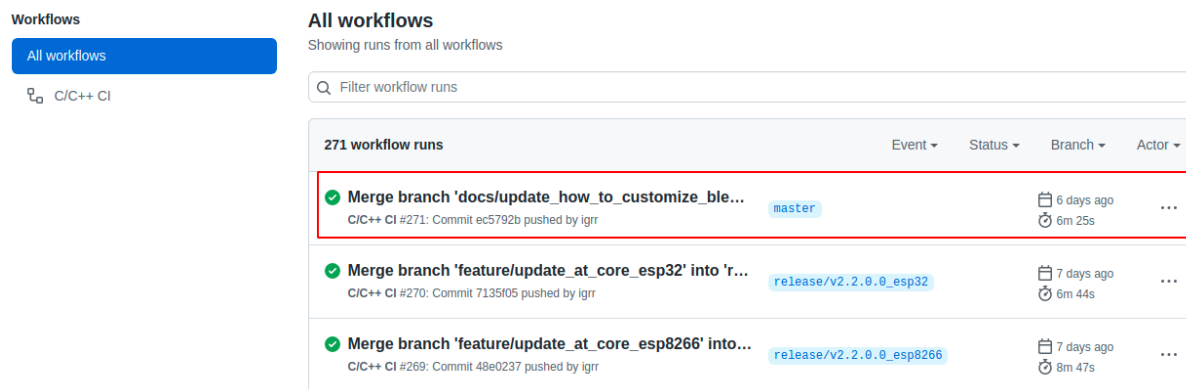 Workflows
All workflows
C/C++ CI
All workflows
Showing runs from all workflows
Filter workflow runs
271 workflow runs Event Status Branch Actor
Merge branch 'docs/update_how_to_customize_ble…
C/C++ CI #271: Commit ec5792b pushed by igrr
master
6 days ago
6m 25s
Merge branch 'feature/update_at_core_esp32' into 'r…
C/C++ CI #270: Commit 7135f05 pushed by igrr
release/v2.2.0.0_esp32
7 days ago
6m 44s
Merge branch 'feature/update_at_core_esp8266' into…
C/C++ CI #269: Commit 48e0237 pushed by igrr
release/v2.2.0.0_esp8266
7 days ago
8m 47s